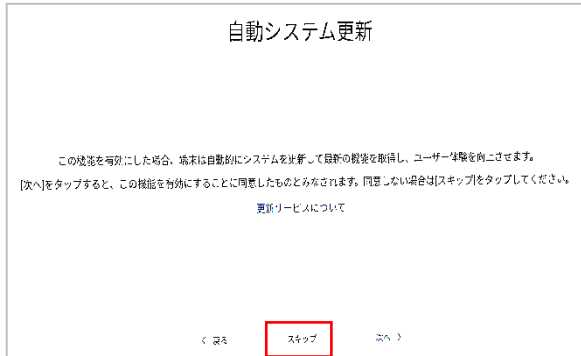 自動システム更新
この機能を有効にした場合、端末は自動的にシステムを更新して最新の機能を取得し、ユーザー体験を向上させます。
[次へ]をタップすると、この機能を有効にすることに同意したものとみなされます。同意しない場合は[スキップ]をタップしてください。
更新サービスについて
< 戻る スキップ 次へ >